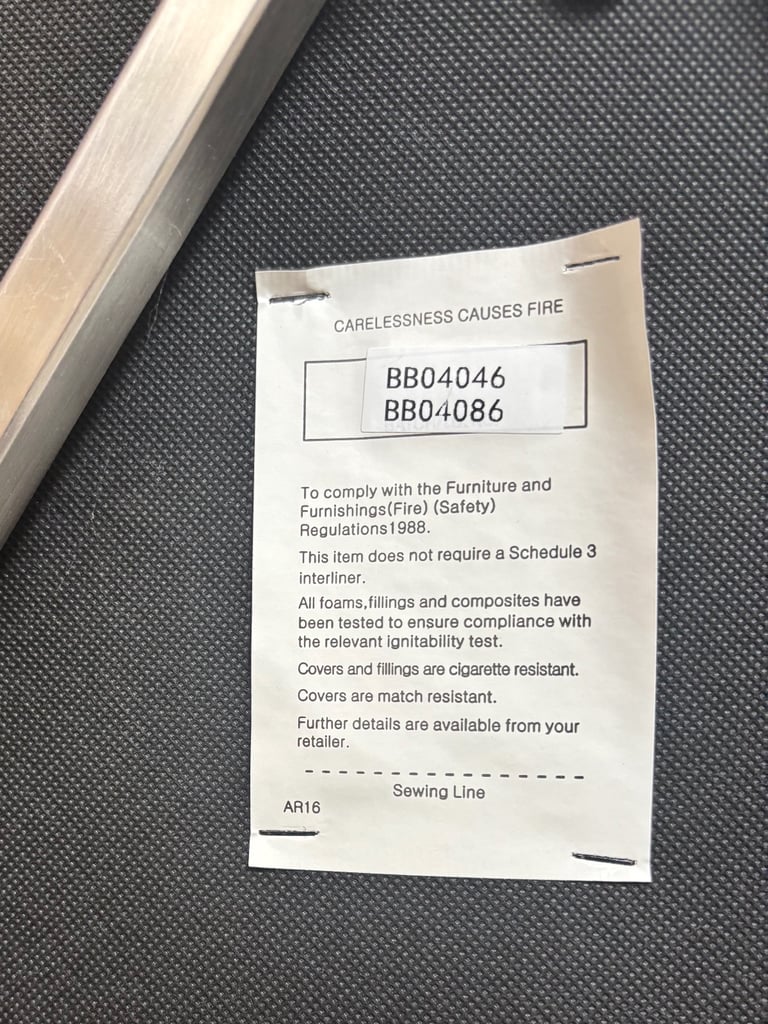 CARELESSNESS CAUSES FIRE
BB04046
BB04086
To comply with the Furniture and
Furnishings(Fire) (Safety)
Regulations1988.
This item does not require a Schedule 3
interliner.
All foams,fillings and composites have
been tested to ensure compliance with
the relevant ignitability test.
Covers and fillings are cigarette resistant.
Covers are match resistant.
Further details are available from your
retailer.
Sewing Line
AR16